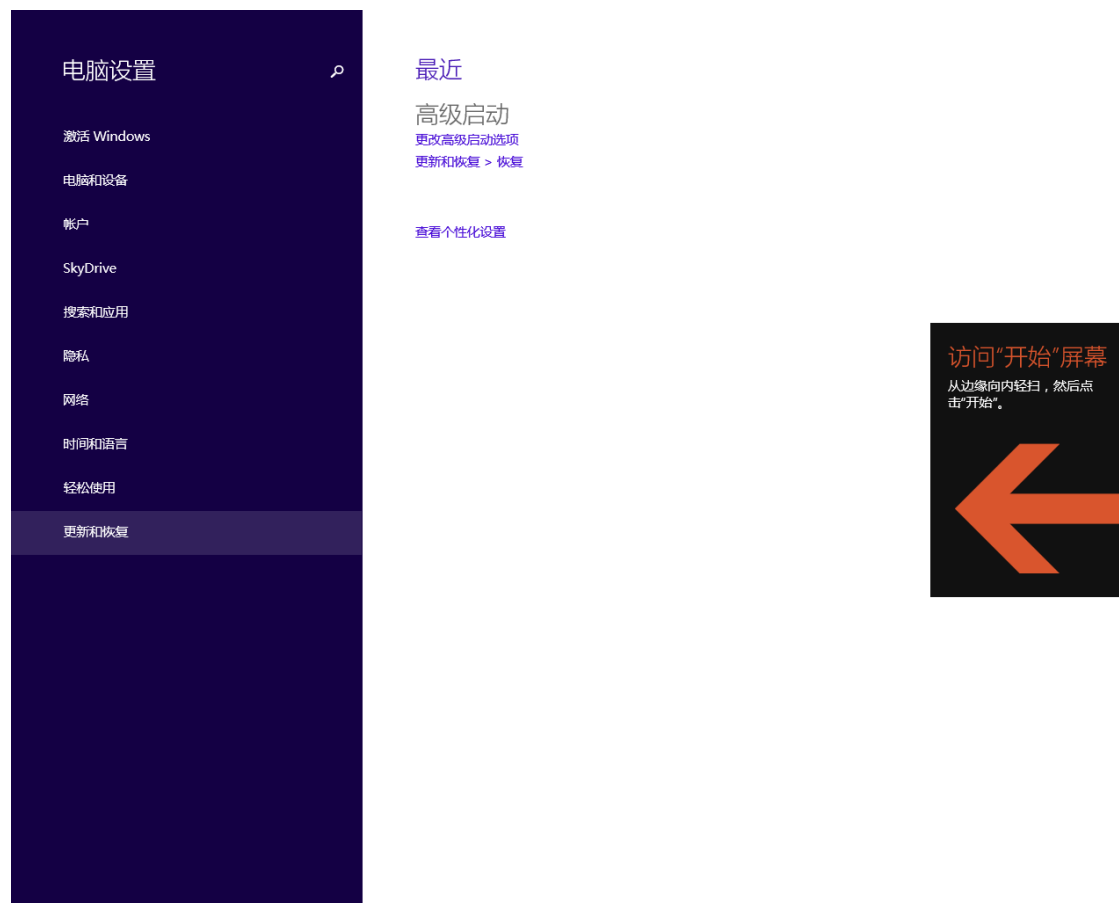 电脑设置
激活 Windows
电脑和设备
帐户
SkyDrive
搜索和应用
隐私
网络
时间和语言
轻松使用
更新和恢复
最近
高级启动
更改高级启动选项
更新和恢复 > 恢复
查看个性化设置
访问“开始”屏幕
从边缘向内轻扫，然后点
击“开始”。